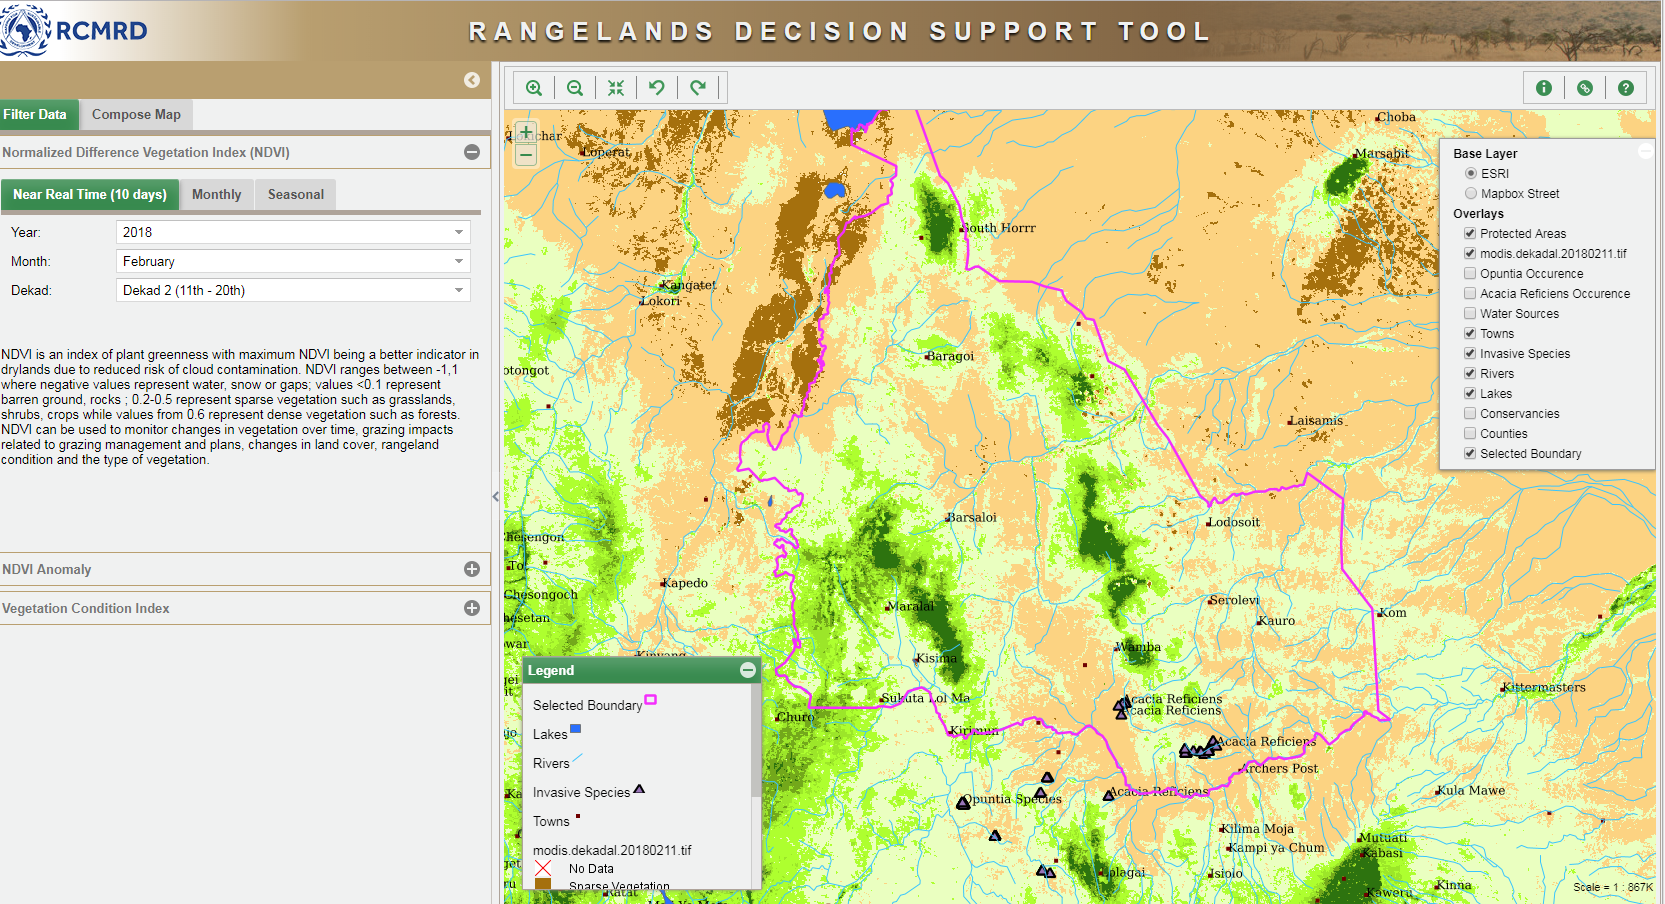 RCMRD
RANGELANDS DECISION SUPPORT TOOL
Filter Data
Compose Map
Normalized Difference Vegetation Index (NDVI)
Near Real Time (10 days)
Monthly
Seasonal
Year:
2018
Month:
February
Dekad:
Dekad 2 (11th - 20th)
NDVI is an index of plant greenness with maximum NDVI being a better indicator in
drylands due to reduced risk of cloud contamination. NDVI ranges between -1,1
where negative values represent water, snow or gaps; values <0.1 represent
barren ground, rocks ; 0.2-0.5 represent sparse vegetation such as grasslands,
shrubs, crops while values from 0.6 represent dense vegetation such as forests.
NDVI can be used to monitor changes in vegetation over time, grazing impacts
related to grazing management and plans, changes in land cover, rangeland
condition and the type of vegetation.
NDVI Anomaly
Vegetation Condition Index
Choba
Loperat
Marsabit
South Horrr
Kangatet
Lokori
Baragoi
otongot
Laisamis
Barsaloi
Lodosoit
Chesengon
To
Kapedo
Chesongoch
hesetan
Maralal
Serolevi
Kauro
Kom
Wamba
Kisima
Kinyang
Kittermasters
Sukuta Lol Ma
Acacia Reficiens
Acacia Reficiens
Churo
Kirimun
Acacia Reficiens
Archers Post
Opuntia Species
Acacia Reficiens
Kula Mawe
Kilima Moja
Mutuati
Kampi ya Chum
Kabasi
Lolagai
Isiolo
Kinna
Kaweru
Base Layer
ESRI
Mapbox Street
Overlays
Protected Areas
modis.dekadal.20180211.tif
Opuntia Occurence
Acacia Reficiens Occurence
Water Sources
Towns
Invasive Species
Rivers
Lakes
Conservancies
Counties
Selected Boundary
Legend
Selected Boundary
Lakes
Rivers
Invasive Species
Towns
modis.dekadal.20180211.tif
No Data
Sparse Vegetation
Scale = 1 : 867K